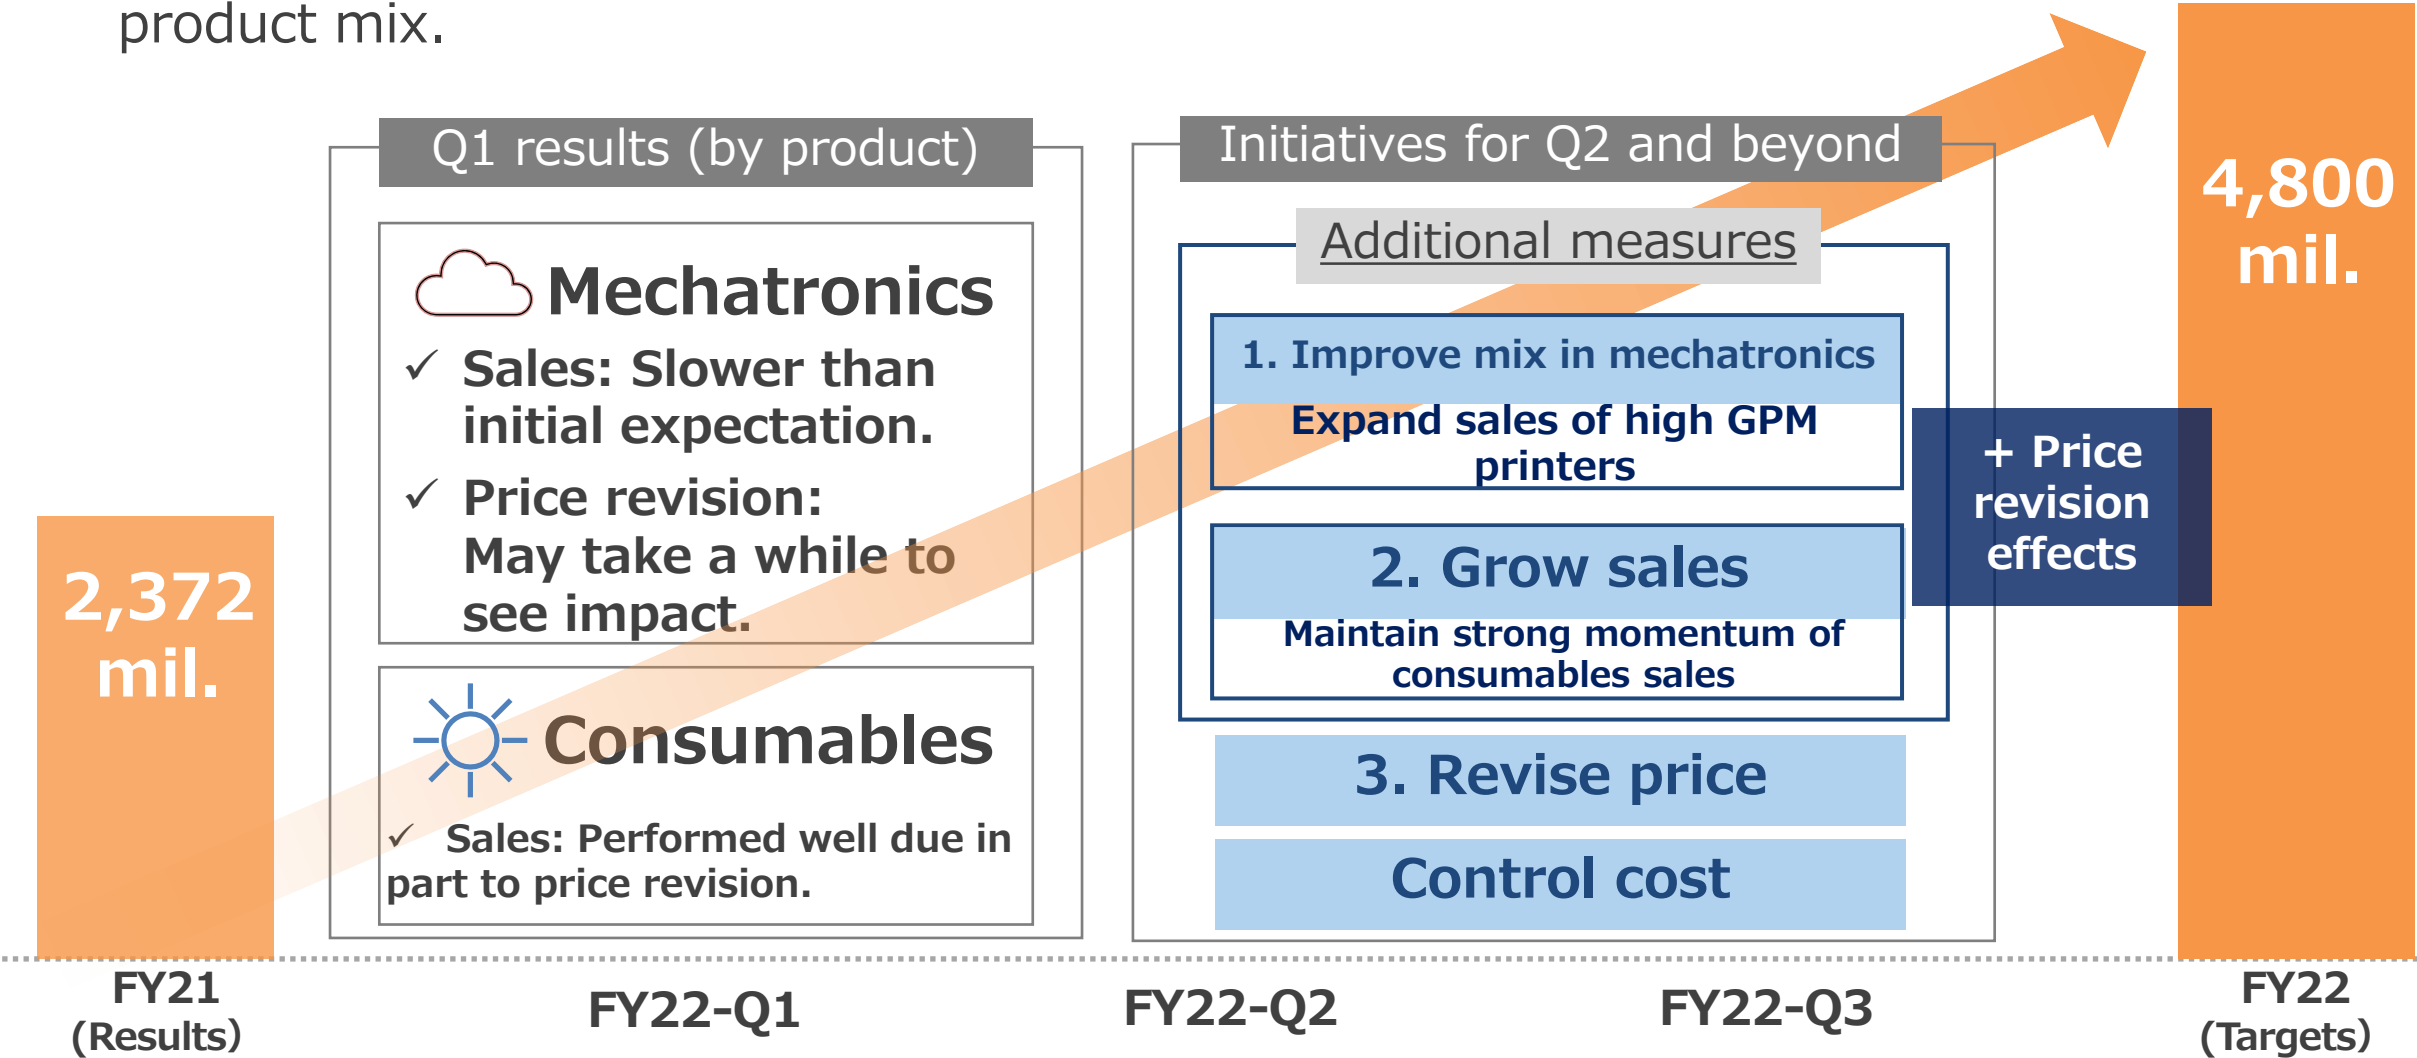 product mix.
Q1 results (by product)
Mechatronics
✓ Sales: Slower than
initial expectation.
✓ Price revision:
May take a while to
see impact.
Consumables
✓ Sales: Performed well due in
part to price revision.
Initiatives for Q2 and beyond
Additional measures
1. Improve mix in mechatronics
Expand sales of high GPM
printers
2. Grow sales
Maintain strong momentum of
consumables sales
3. Revise price
Control cost
+ Price
revision
effects
2,372
mil.
4,800
mil.
FY21
(Results)
FY22-Q1
FY22-Q2
FY22-Q3
FY22
(Targets)